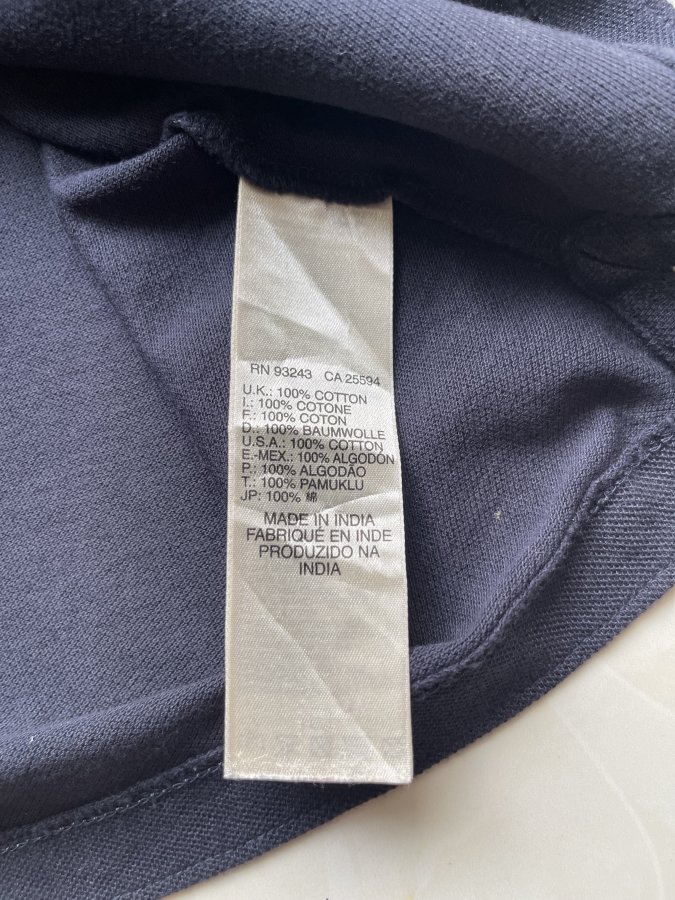 RN 93243 CA 25594
U.K.: 100% COTTON
I.: 100% COTONE
F.: 100% COTON
D.: 100% BAUMWOLLE
U.S.A.: 100% COTTON
E.-MEX.: 100% ALGODÓN
P.: 100% ALGODÃO
T.: 100% PAMUKLU
JP: 100% 綿
MADE IN INDIA
FABRIQUÉ EN INDE
PRODUZIDO NA
INDIA